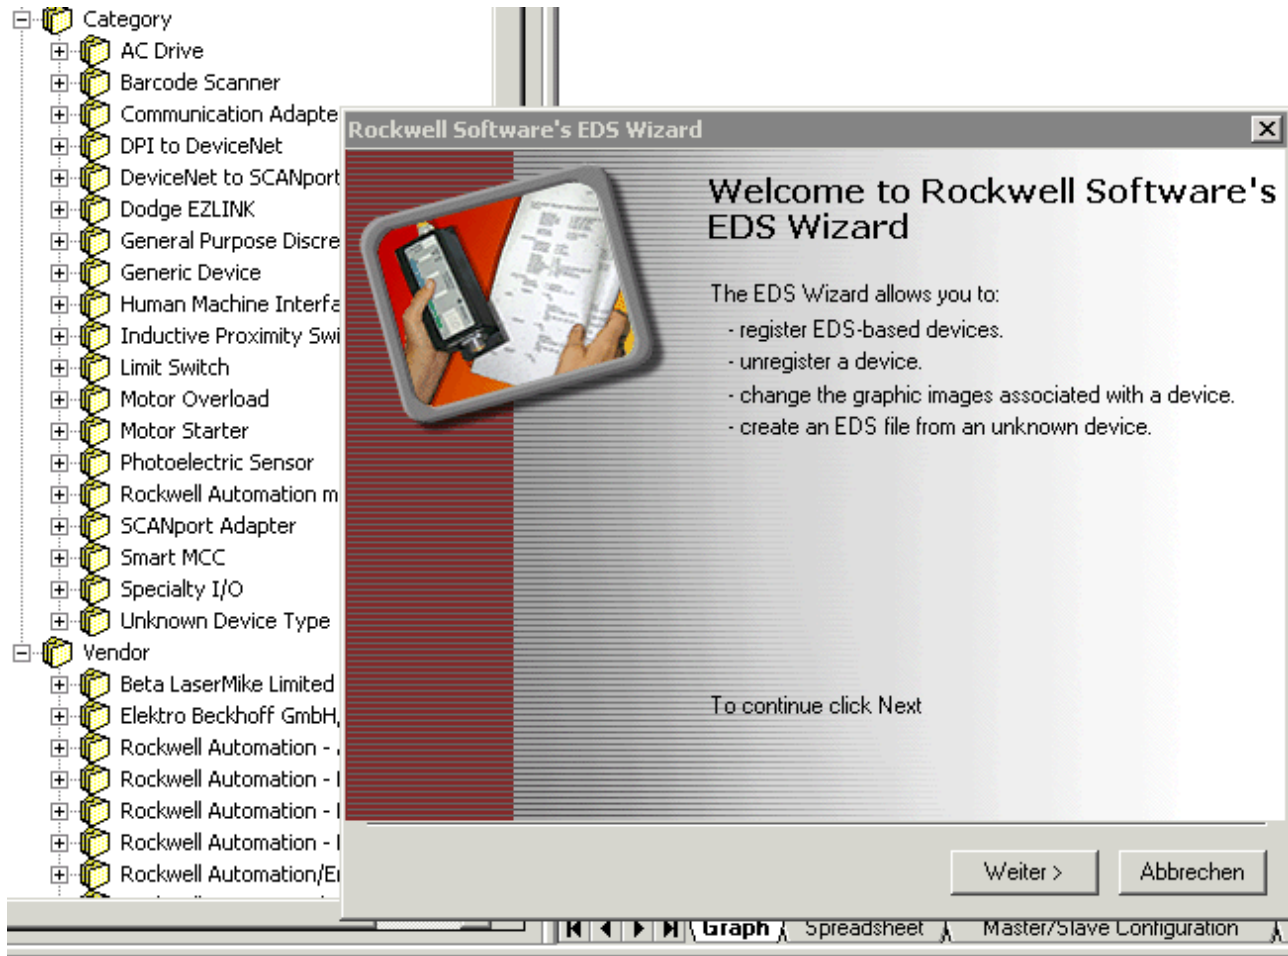 Category
AC Drive
Barcode Scanner
Communication Adapte
DPI to DeviceNet
DeviceNet to SCANport
Dodge EZLINK
General Purpose Discre
Generic Device
Human Machine Interfa
Inductive Proximity Swi
Limit Switch
Motor Overload
Motor Starter
Photoelectric Sensor
Rockwell Automation m
SCANport Adapter
Smart MCC
Specialty I/O
Unknown Device Type
Vendor
Beta LaserMike Limited
Elektro Beckhoff GmbH,
Rockwell Automation -
Rockwell Automation -
Rockwell Automation -
Rockwell Automation -
Rockwell Automation/E
Rockwell Software's EDS Wizard
Welcome to Rockwell Software's
EDS Wizard
The EDS Wizard allows you to:
- register EDS-based devices.
- unregister a device.
- change the graphic images associated with a device.
- create an EDS file from an unknown device.
To continue click Next
Weiter >
Abbrechen
Graph
Spreadsheet
Master/Slave Configuration